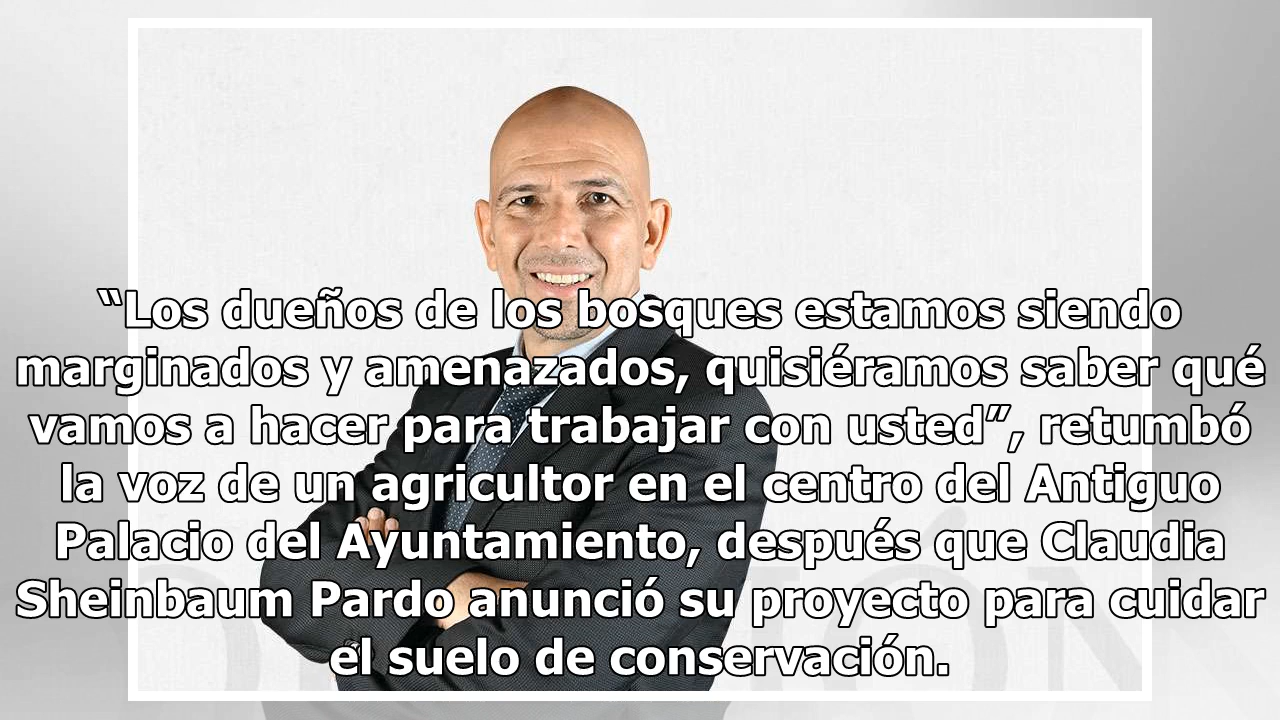 “Los dueños de los bosques estamos siendo
marginados y amenazados, quisiéramos saber qué
vamos a hacer para trabajar con usted”, retumbó
la voz de un agricultor en el centro del Antiguo
Palacio del Ayuntamiento, después que Claudia
Sheinbaum Pardo anunció su proyecto para cuidar
el suelo de conservación.